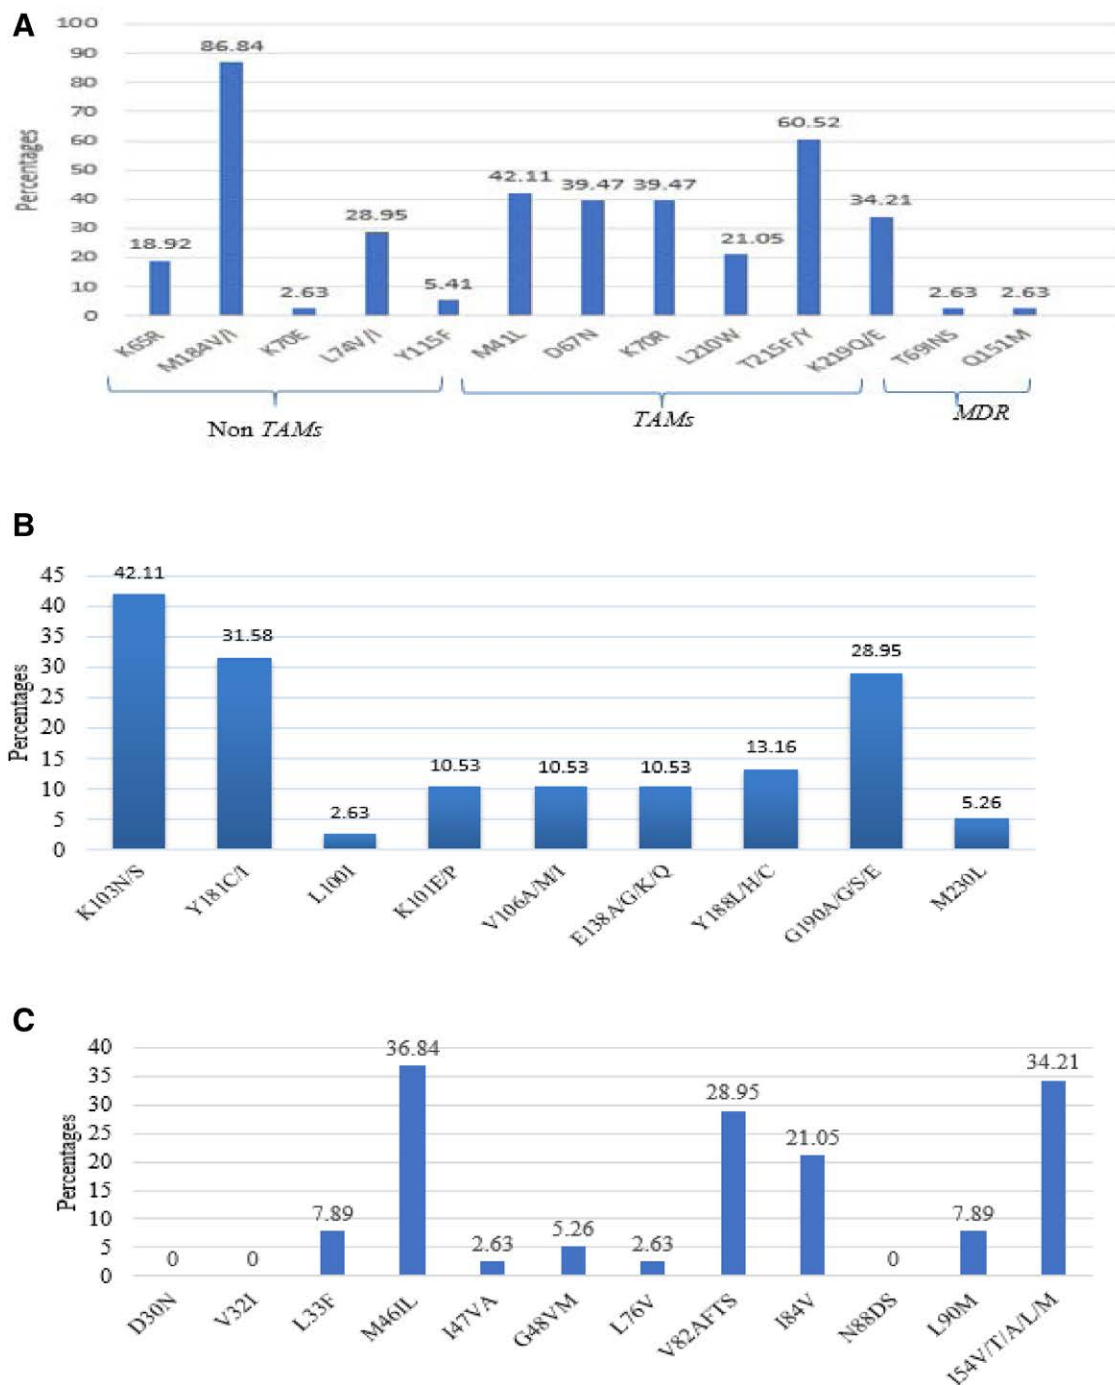 A
Percentages
100
90
80
70
60
50
40
30
20
10
0
18.92
86.84
2.63
28.95
5.41
42.11
39.47
39.47
21.05
60.52
34.21
2.63
2.63
K65R
M184V/I
K70E
L74V/I
Y115F
M41L
D67N
K70R
L210W
T215F/Y
K219Q/E
T69INS
Q151M
Non TAMs
TAMs
MDR
B
Percentages
45
40
35
30
25
20
15
10
5
0
42.11
31.58
2.63
10.53
10.53
10.53
13.16
28.95
5.26
K103N/S
Y181C/I
L100I
K101E/P
V106A/M/I
E138A/G/K/Q
Y188L/H/C
G190A/G/S/E
M230L
C
Percentages
40
35
30
25
20
15
10
5
0
0
0
7.89
36.84
2.63
5.26
2.63
28.95
21.05
0
7.89
34.21
D30N
V32I
L33F
M46IL
I47VA
G48VM
L76V
V82AFTS
I84V
N88DS
L90M
I54V/T/A/L/M